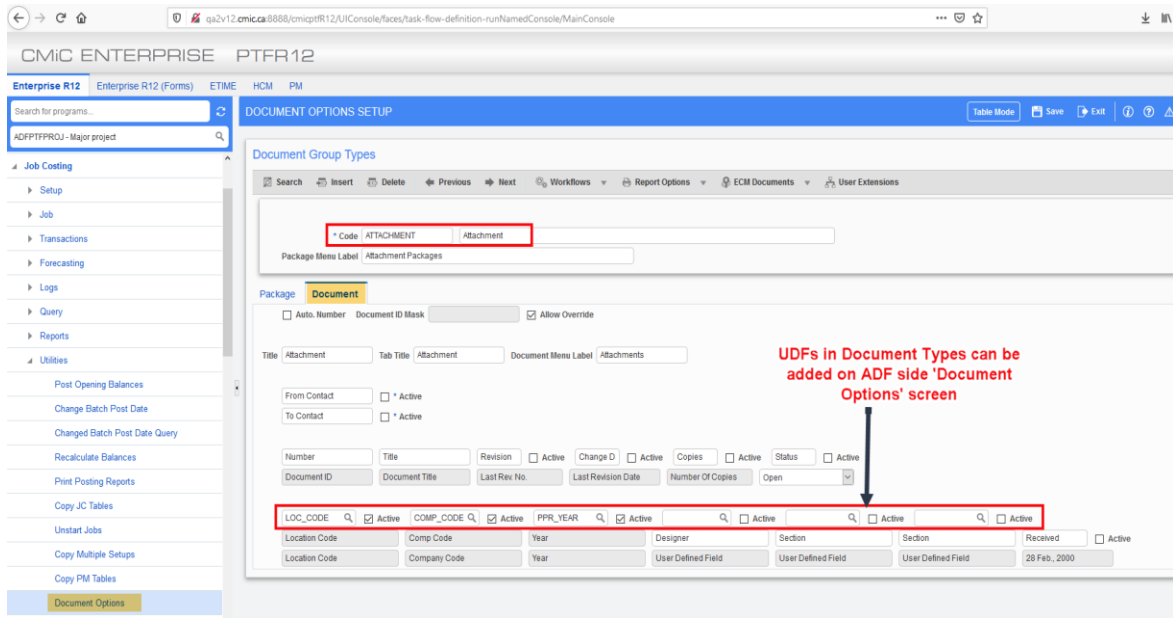 qa2v12.cmic.ca:8888/cmicptfR12/UIConsole/faces/task-flow-definition-runNamedConsole/MainConsole
CMiC ENTERPRISE PTFR12
Enterprise R12 Enterprise R12 (Forms) ETIME HCM PM
Search for programs...
DOCUMENT OPTIONS SETUP Table Mode Save Exit
ADFPTFPROJ - Major project
Job Costing
Setup
Job
Transactions
Forecasting
Logs
Query
Reports
Utilities
Post Opening Balances
Change Batch Post Date
Changed Batch Post Date Query
Recalculate Balances
Print Posting Reports
Copy JC Tables
Unstart Jobs
Copy Multiple Setups
Copy PM Tables
Document Options
Document Group Types
Search Insert Delete Previous Next Workflows Report Options ECM Documents User Extensions
* Code ATTACHMENT Attachment
Package Menu Label Attachment Packages
Package Document
Auto. Number Document ID Mask Allow Override
Title Attachment Tab Title Attachment Document Menu Label Attachments
UDFs in Document Types can be
added on ADF side 'Document
Options' screen
From Contact * Active
To Contact * Active
Number Title Revision Active Change D Active Copies Active Status Active
Document ID Document Title Last Rev. No. Last Revision Date Number Of Copies Open
LOC_CODE Active COMP_CODE Active PPR_YEAR Active Active Active Active
Location Code Comp Code Year Designer Section Section Received Active
Location Code Company Code Year User Defined Field User Defined Field User Defined Field 28 Feb., 2000